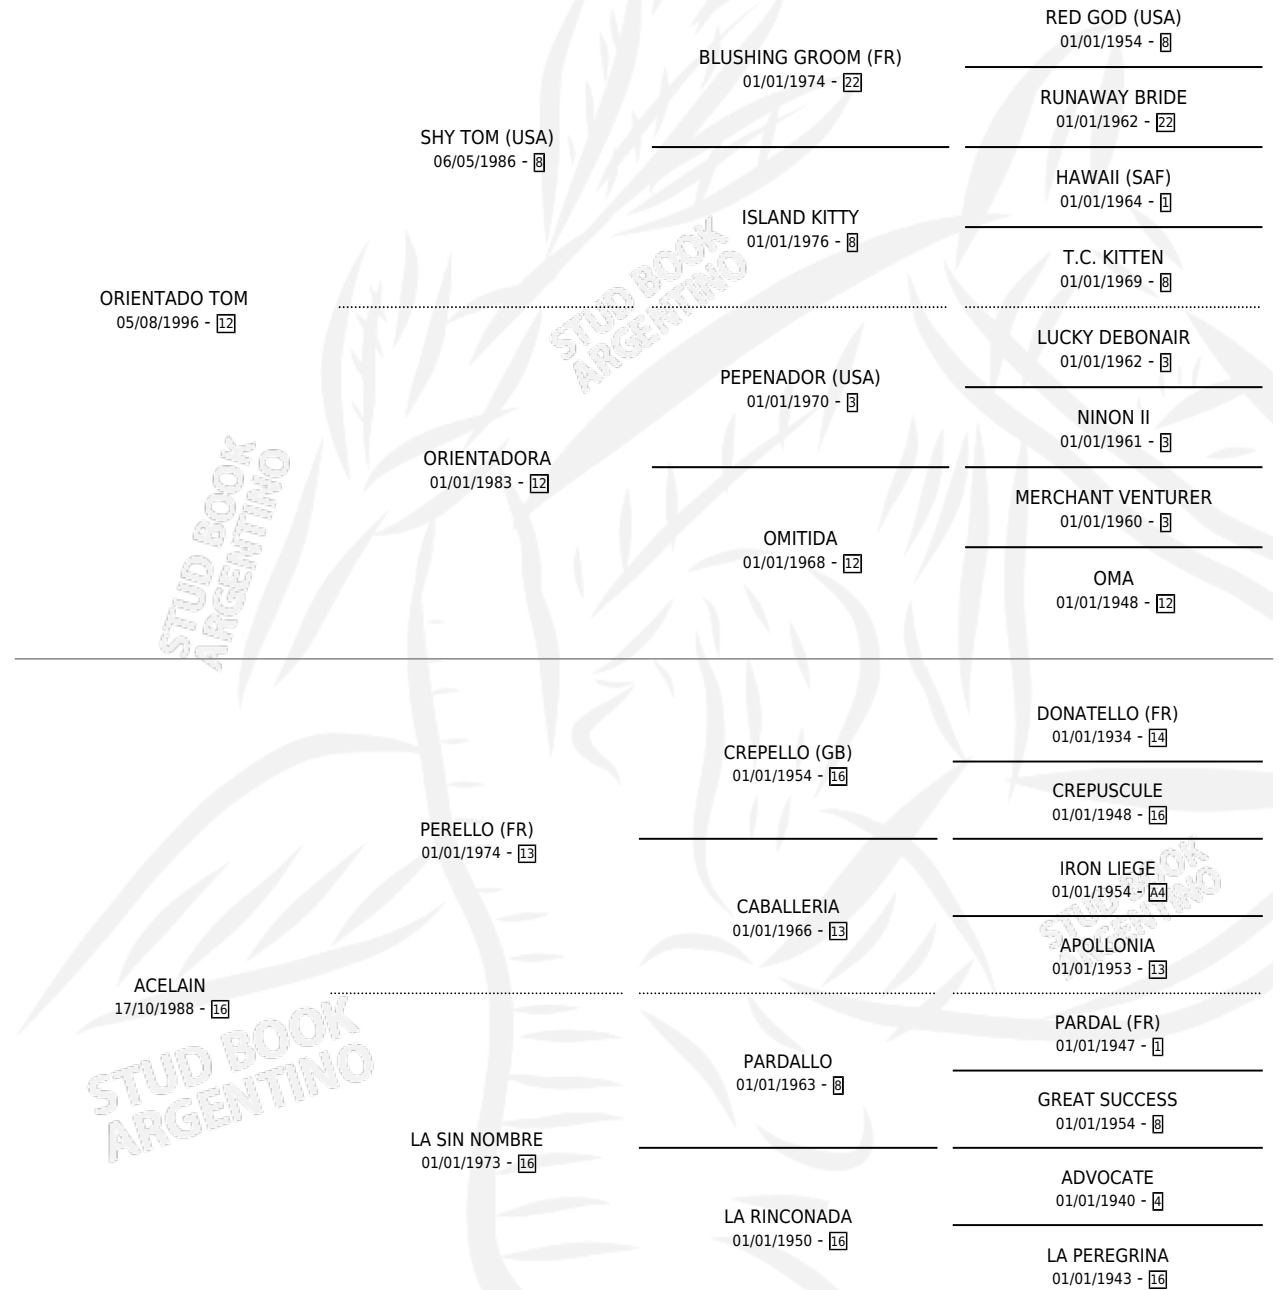 RED GOD (USA)
01/01/1954 - 8
BLUSHING GROOM (FR)
01/01/1974 - 22
RUNAWAY BRIDE
01/01/1962 - 22
SHY TOM (USA)
06/05/1986 - 8
HAWAII (SAF)
01/01/1964 - 1
ISLAND KITTY
01/01/1976 - 8
T.C. KITTEN
01/01/1969 - 8
STUD BOOK
ARGENTINO
ORIENTADO TOM
05/08/1996 - 12
LUCKY DEBONAIR
01/01/1962 - 3
PEPENADOR (USA)
01/01/1970 - 3
NINON II
01/01/1961 - 3
ORIENTADORA
01/01/1983 - 12
MERCHANT VENTURER
01/01/1960 - 3
OMITIDA
01/01/1968 - 12
OMA
01/01/1948 - 12
STUD BOOK
ARGENTINO
DONATELLO (FR)
01/01/1934 - 14
CREPELLO (GB)
01/01/1954 - 16
CREPUSCULE
01/01/1948 - 16
PERELLO (FR)
01/01/1974 - 13
IRON LIEGE
01/01/1954 - A4
CABALLERIA
01/01/1966 - 13
APOLLONIA
01/01/1953 - 13
STUD BOOK
ARGENTINO
ACELAIN
17/10/1988 - 16
PARDAL (FR)
01/01/1947 - 1
PARDALLO
01/01/1963 - 8
GREAT SUCCESS
01/01/1954 - 8
STUD BOOK
ARGENTINO
LA SIN NOMBRE
01/01/1973 - 16
ADVOCATE
01/01/1940 - 4
LA RINCONADA
01/01/1950 - 16
LA PEREGRINA
01/01/1943 - 16